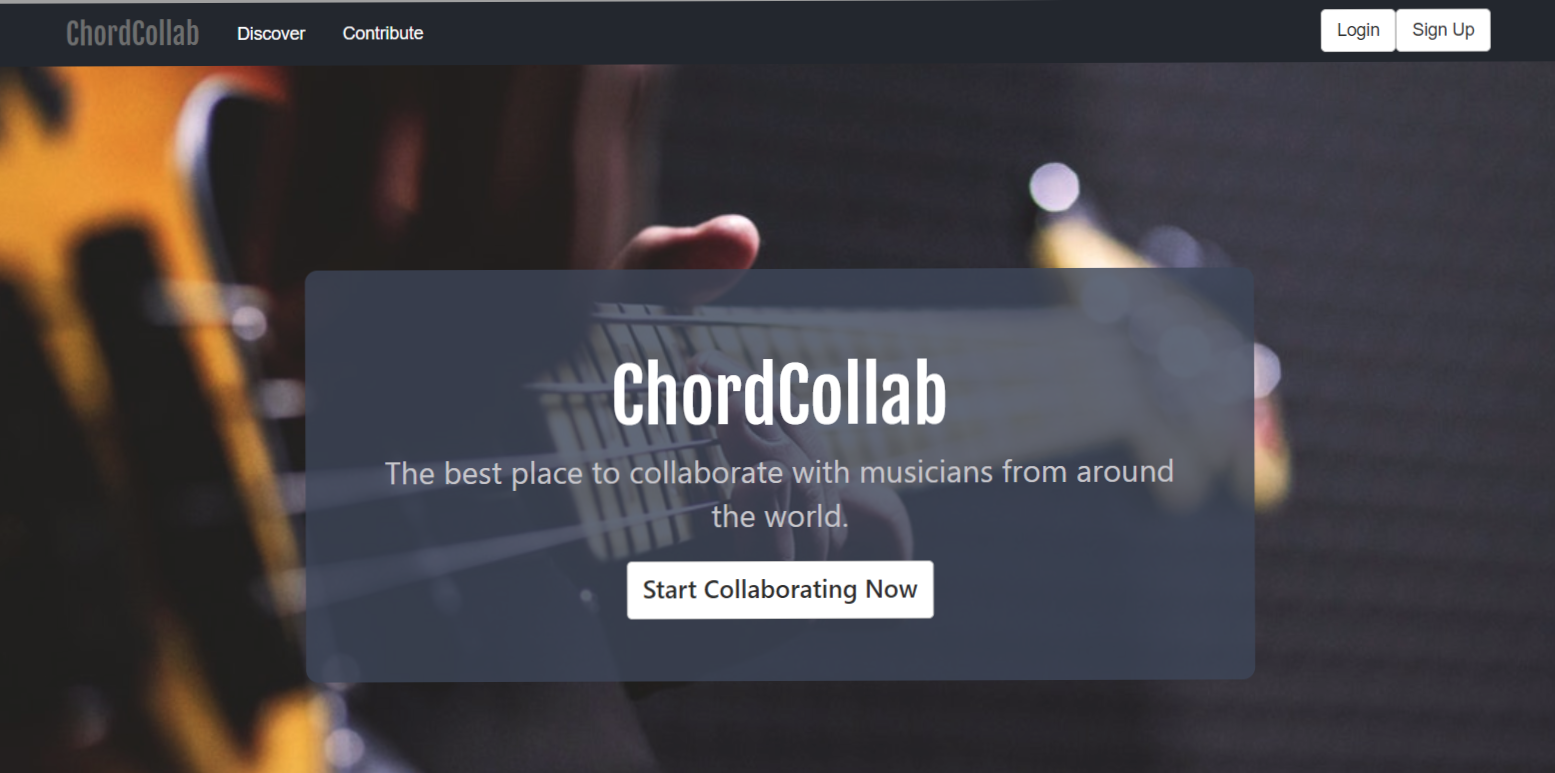 ChordCollab
Discover
Contribute
Login
Sign Up
ChordCollab
The best place to collaborate with musicians from around
the world.
Start Collaborating Now